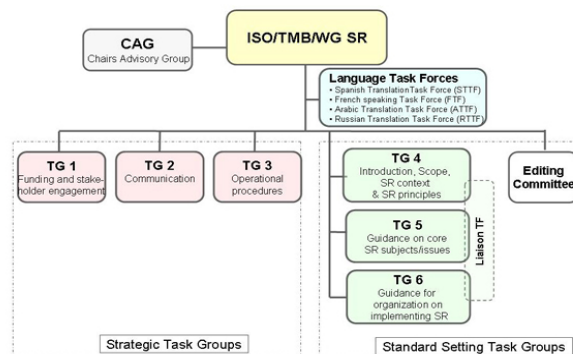 ISO/TMB/WG SR
CAG
Chairs Advisory Group
Language Task Forces
• Spanish TranslationTask Force (STTF)
• French speaking Task Force (FTF)
• Arabic Translation Task Force (ATTF)
• Russian Translation Task Force (RTTF)
TG 1
Funding and stake-
holder engagement
TG 2
Communication
TG 3
Operational
procedures
TG 4
Introduction, Scope,
SR context
& SR principles
TG 5
Guidance on core
SR subjects/issues
TG 6
Guidance for
organization on
implementing SR
Liaison TF
Editing
Committee
Strategic Task Groups
Standard Setting Task Groups